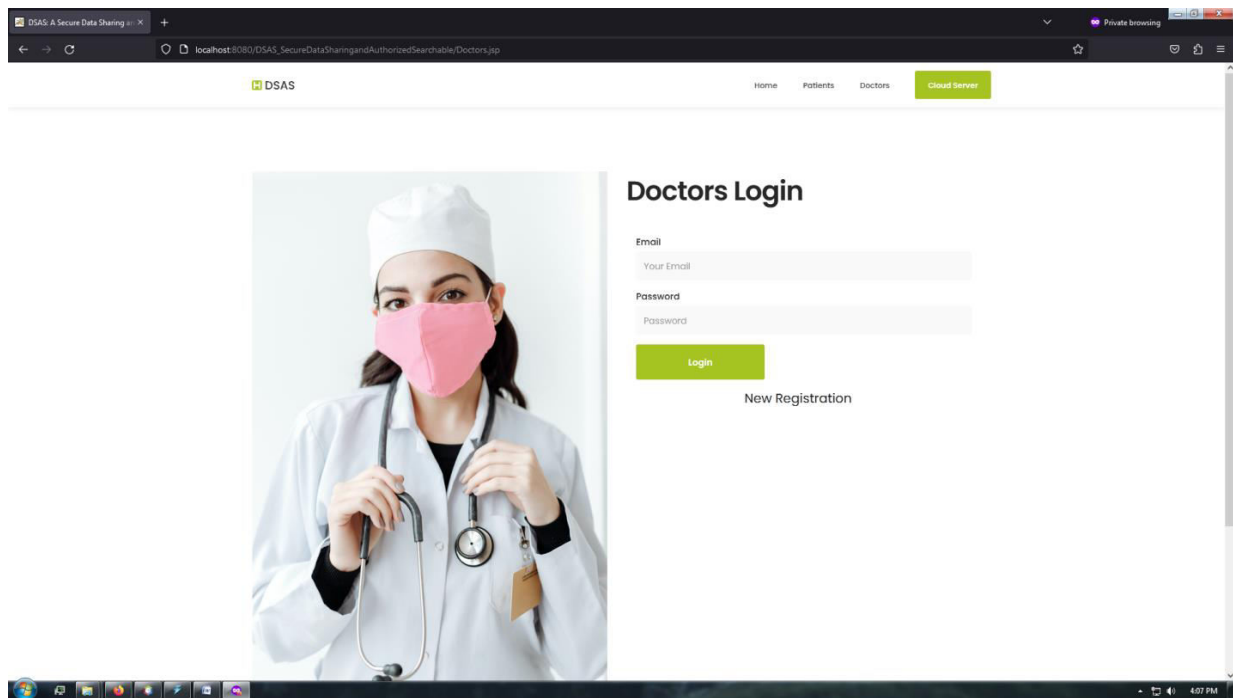 DSAS: A Secure Data Sharing an
Private browsing
localhost:8080/DSAS_SecureDataSharingandAuthorizedSearchable/Doctors.jsp
H DSAS
Home
Patients
Doctors
Cloud Server
Doctors Login
Email
Your Email
Password
Password
Login
New Registration
4:07 PM